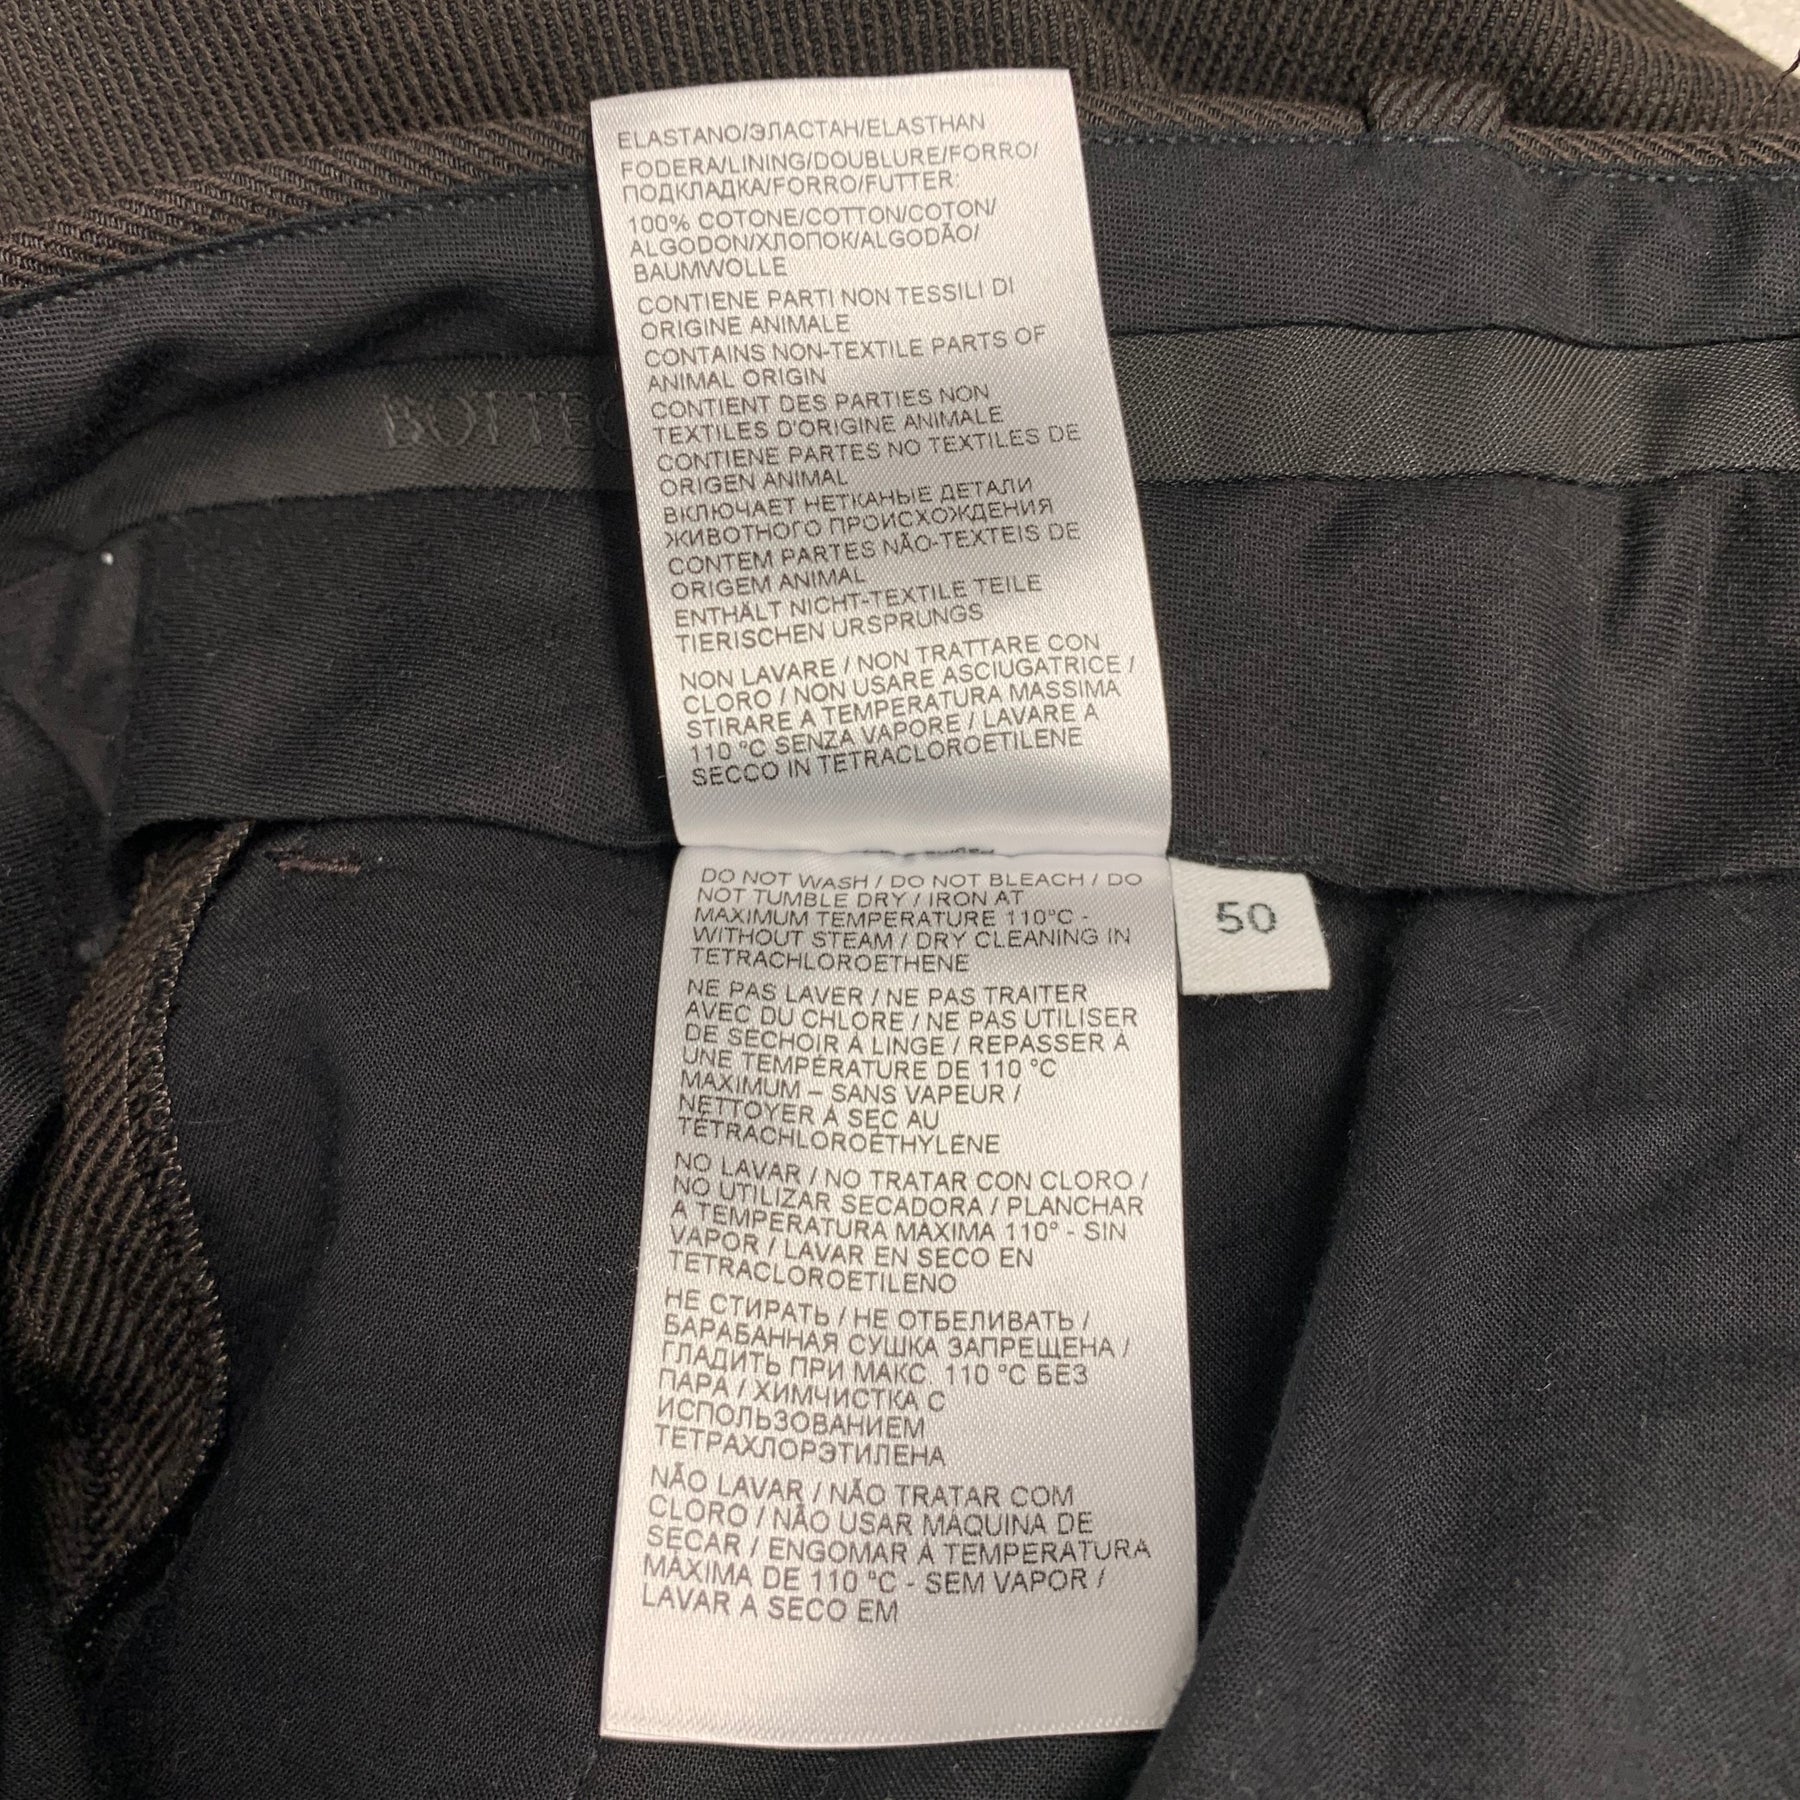 ELASTANO/ЭЛАСТАН/ELASTHAN
FODERA/LINING/DOUBLURE/FORRO/
ПОДКЛАДКА/FORRO/FUTTER:
100% COTONE/COTTON/COTON/
ALGODON/ХЛОПОК/ALGODÃO/
BAUMWOLLE
CONTIENE PARTI NON TESSILI DI
ORIGINE ANIMALE
CONTAINS NON-TEXTILE PARTS OF
ANIMAL ORIGIN
CONTIENT DES PARTIES NON
TEXTILES D'ORIGINE ANIMALE
CONTIENE PARTES NO TEXTILES DE
ORIGEN ANIMAL
ВКЛЮЧАЕТ НЕТКАНЫЕ ДЕТАЛИ
ЖИВОТНОГО ПРОИСХОЖДЕНИЯ
CONTEM PARTES NÃO-TEXTEIS DE
ORIGEM ANIMAL
ENTHÄLT NICHT-TEXTILE TEILE
TIERISCHEN URSPRUNGS
NON LAVARE / NON TRATTARE CON
CLORO / NON USARE ASCIUGATRICE /
STIRARE A TEMPERATURA MASSIMA
110 °C SENZA VAPORE / LAVARE A
SECCO IN TETRACLOROETILENE
BOTTEG
DO NOT WASH / DO NOT BLEACH / DO
NOT TUMBLE DRY / IRON AT
MAXIMUM TEMPERATURE 110°C -
WITHOUT STEAM / DRY CLEANING IN
TETRACHLOROETHENE
50
NE PAS LAVER / NE PAS TRAITER
AVEC DU CHLORE / NE PAS UTILISER
DE SECHOIR À LINGE / REPASSER À
UNE TEMPÉRATURE DE 110 °C
MAXIMUM – SANS VAPEUR /
NETTOYER À SEC AU
TÉTRACHLOROÉTHYLÈNE
NO LAVAR / NO TRATAR CON CLORO /
NO UTILIZAR SECADORA / PLANCHAR
A TEMPERATURA MÁXIMA 110° - SIN
VAPOR / LAVAR EN SECO EN
TETRACLOROETILENO
НЕ СТИРАТЬ / НЕ ОТБЕЛИВАТЬ /
БАРАБАННАЯ СУШКА ЗАПРЕЩЕНА /
ГЛАДИТЬ ПРИ МАКС. 110 °C БЕЗ
ПАРА / ХИМЧИСТКА С
ИСПОЛЬЗОВАНИЕМ
ТЕТРАХЛОРЭТИЛЕНА
NÃO LAVAR / NÃO TRATAR COM
CLORO / NÃO USAR MÁQUINA DE
SECAR / ENGOMAR À TEMPERATURA
MÁXIMA DE 110 °C - SEM VAPOR /
LAVAR A SECO EM